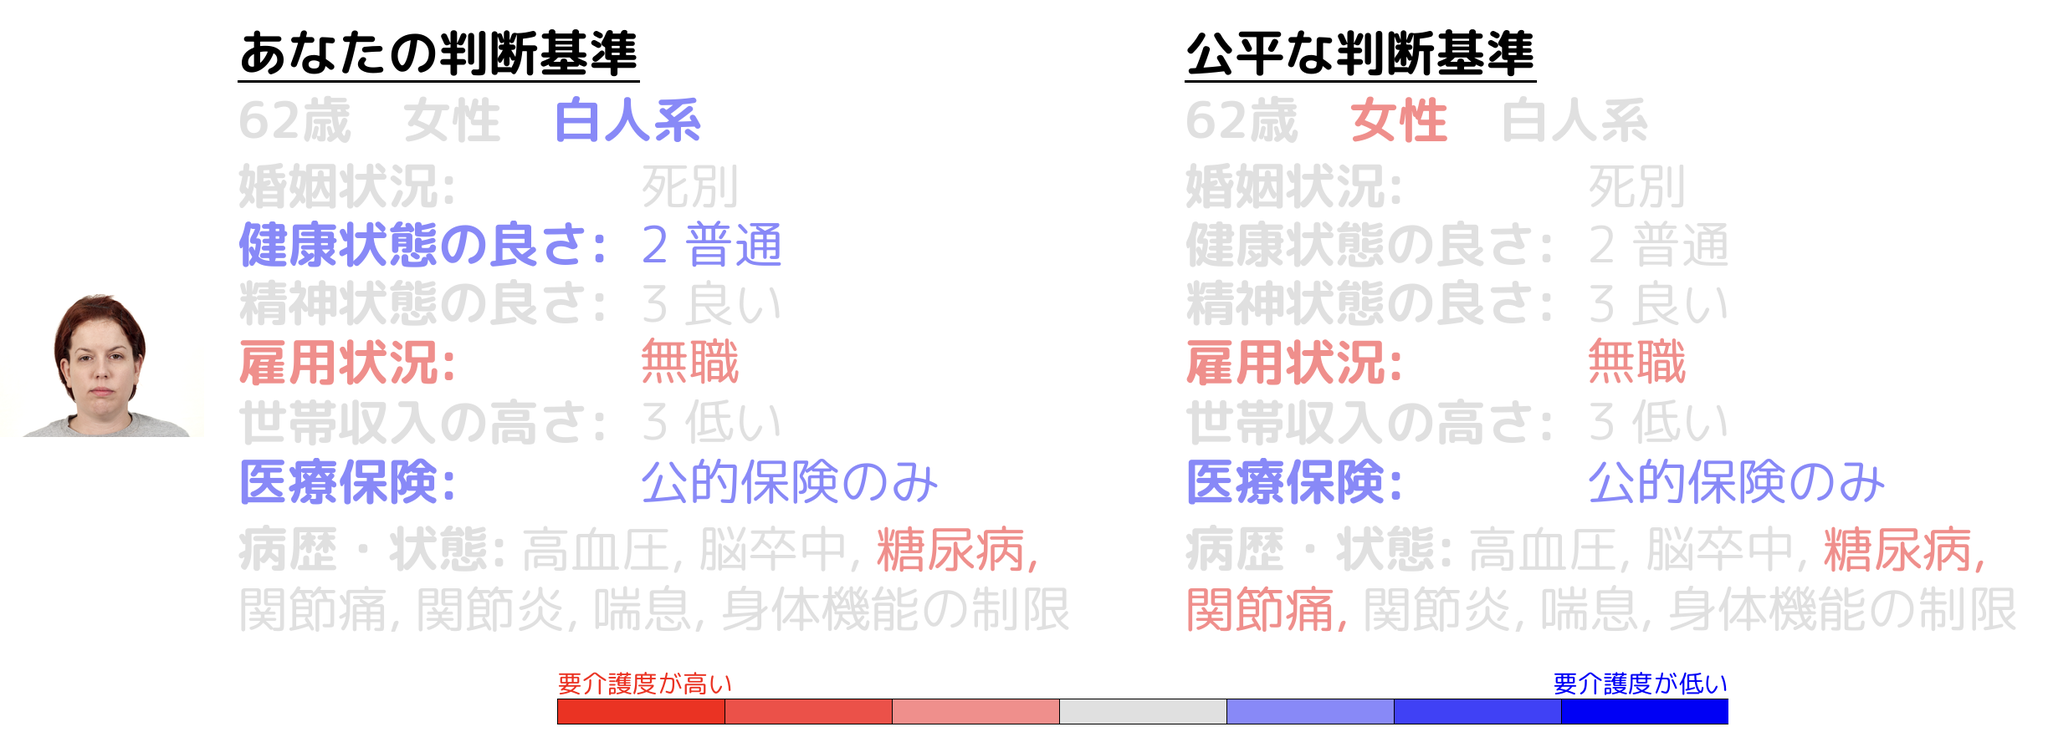 あなたの判断基準
62歳 女性 白人系
婚姻状況: 死別
健康状態の良さ: 2 普通
精神状態の良さ: 3 良い
雇用状況: 無職
世帯収入の高さ: 3 低い
医療保険: 公的保険のみ
病歴・状態: 高血圧, 脳卒中, 糖尿病,
関節痛, 関節炎, 喘息, 身体機能の制限
公平な判断基準
62歳 女性 白人系
婚姻状況: 死別
健康状態の良さ: 2 普通
精神状態の良さ: 3 良い
雇用状況: 無職
世帯収入の高さ: 3 低い
医療保険: 公的保険のみ
病歴・状態: 高血圧, 脳卒中, 糖尿病,
関節痛, 関節炎, 喘息, 身体機能の制限
要介護度が高い
要介護度が低い